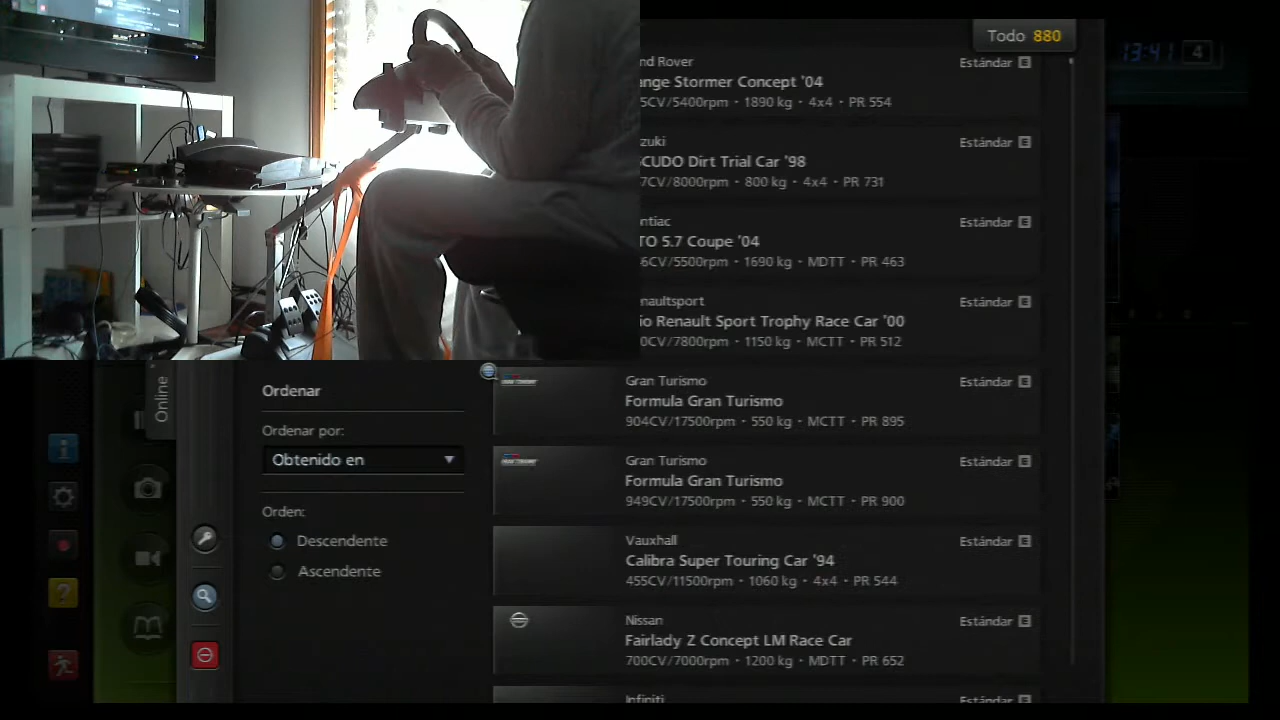 Todo 880
13:41 4
nd Rover
Estándar E
ange Stormer Concept '04
5CV/5400rpm · 1890 kg · 4x4 · PR 554
zuki
Estándar E
CUDO Dirt Trial Car '98
7CV/8000rpm · 800 kg · 4x4 · PR 731
ntiac
Estándar E
TO 5.7 Coupe '04
6CV/5500rpm · 1690 kg · MDTT · PR 463
naultsport
Estándar E
io Renault Sport Trophy Race Car '00
0CV/7800rpm · 1150 kg · MCTT · PR 512
Online
Ordenar
Ordenar por:
Obtenido en
Orden:
Descendente
Ascendente
Gran Turismo
Estándar E
Formula Gran Turismo
904CV/17500rpm · 550 kg · MCTT · PR 895
Gran Turismo
Estándar E
Formula Gran Turismo
949CV/17500rpm · 550 kg · MCTT · PR 900
Vauxhall
Estándar E
Calibra Super Touring Car '94
455CV/11500rpm · 1060 kg · 4x4 · PR 544
Nissan
Estándar E
Fairlady Z Concept LM Race Car
700CV/7000rpm · 1200 kg · MDTT · PR 652
Infiniti
Estándar E